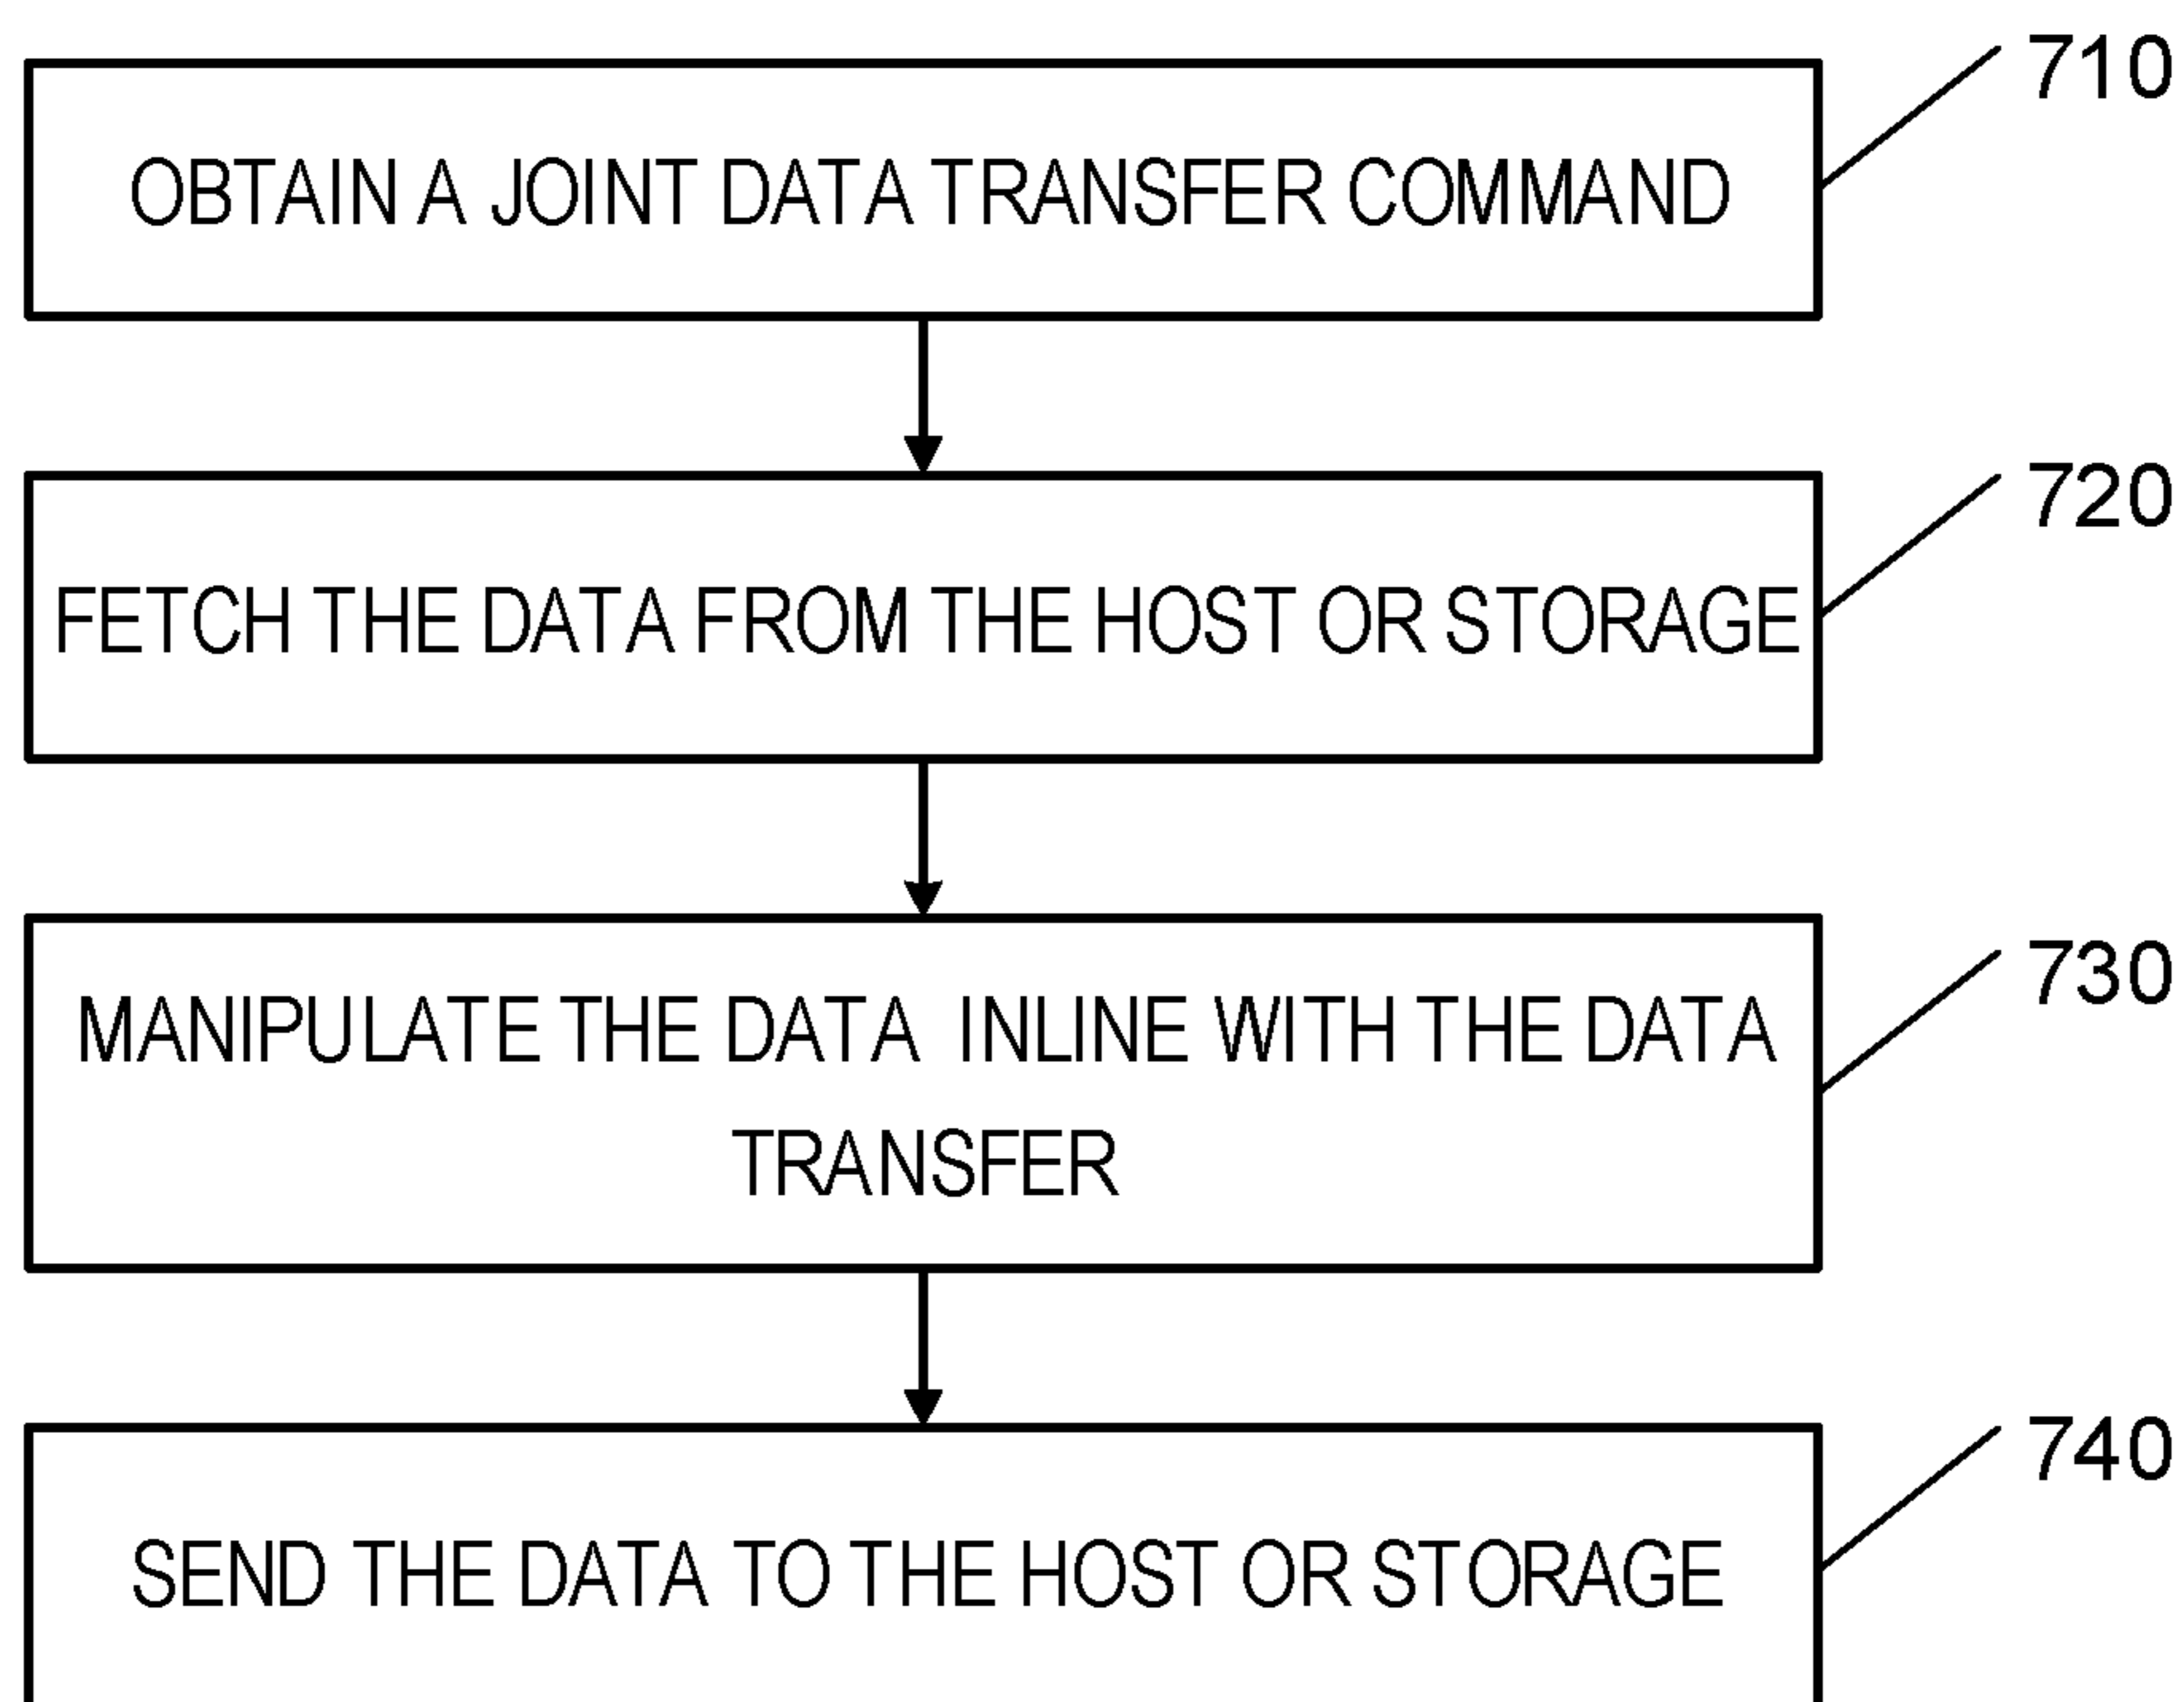 710
OBTAIN A JOINT DATA TRANSFER COMMAND
720
FETCH THE DATA FROM THE HOST OR STORAGE
730
MANIPULATE THE DATA INLINE WITH THE DATA
TRANSFER
740
SEND THE DATA TO THE HOST OR STORAGE